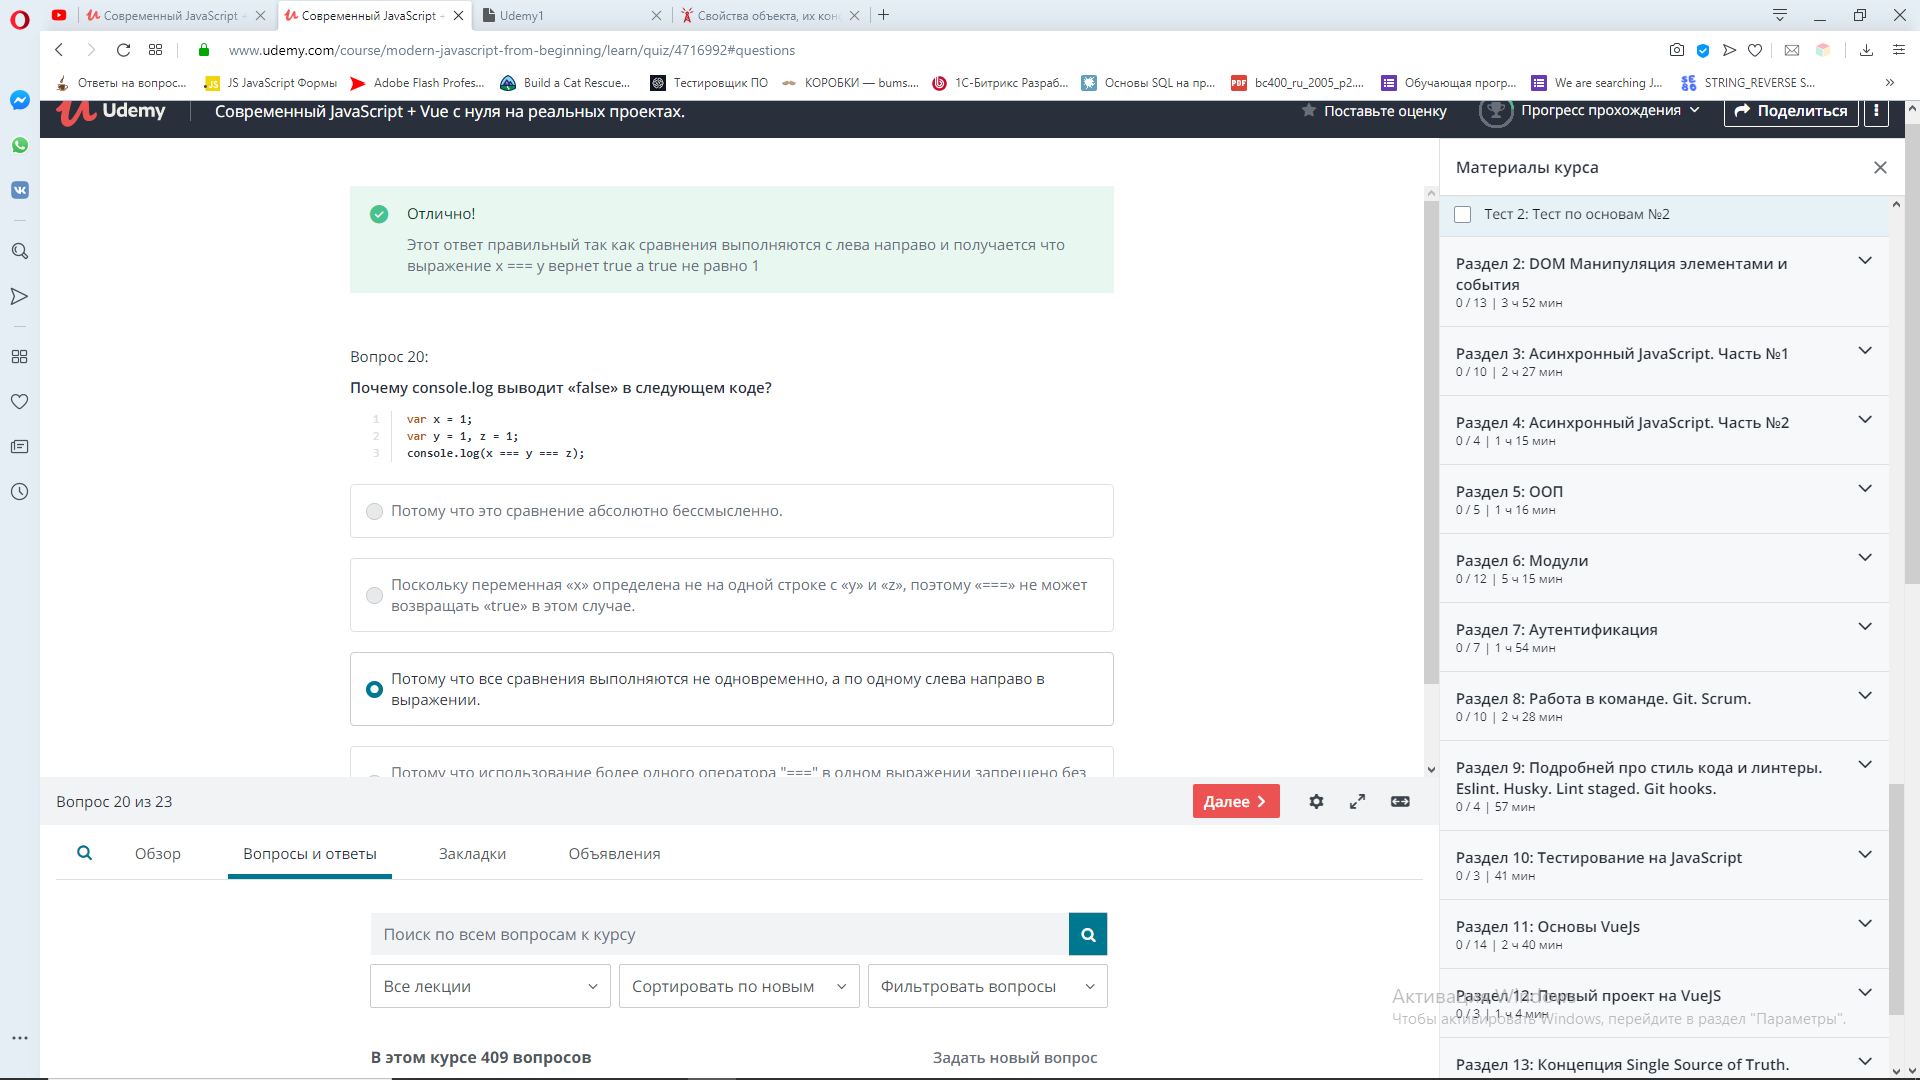 Современный JavaScript +
Современный JavaScript +
Udemy1
Свойства объекта, их кон
www.udemy.com/course/modern-javascript-from-beginning/learn/quiz/4716992#questions
Ответы на вопрос...
JS JavaScript Формы
Adobe Flash Profes...
Build a Cat Rescue...
Тестировщик ПО
КОРОБКИ — bums....
1С-Битрикс Разраб...
Основы SQL на пр...
PDF bc400_ru_2005_p2....
Обучающая прогр...
We are searching J...
STRING_REVERSE S...
Udemy
Современный JavaScript + Vue с нуля на реальных проектах.
Поставьте оценку
Прогресс прохождения
Поделиться
Отлично!
Этот ответ правильный так как сравнения выполняются с лева направо и получается что
выражение x === y вернет true а true не равно 1
Вопрос 20:
Почему console.log выводит «false» в следующем коде?
1 var x = 1;
2 var y = 1, z = 1;
3 console.log(x === y === z);
Потому что это сравнение абсолютно бессмысленно.
Поскольку переменная «x» определена не на одной строке с «y» и «z», поэтому «===» не может
возвращать «true» в этом случае.
Потому что все сравнения выполняются не одновременно, а по одному слева направо в
выражении.
Потому что использование более одного оператора "===" в одном выражении запрещено без
Вопрос 20 из 23
Далее
Обзор
Вопросы и ответы
Закладки
Объявления
Поиск по всем вопросам к курсу
Все лекции
Сортировать по новым
Фильтровать вопросы
В этом курсе 409 вопросов
Задать новый вопрос
Материалы курса
Тест 2: Тест по основам №2
Раздел 2: DOM Манипуляция элементами и
события
0 / 13 | 3 ч 52 мин
Раздел 3: Асинхронный JavaScript. Часть №1
0 / 10 | 2 ч 27 мин
Раздел 4: Асинхронный JavaScript. Часть №2
0 / 4 | 1 ч 15 мин
Раздел 5: ООП
0 / 5 | 1 ч 16 мин
Раздел 6: Модули
0 / 12 | 5 ч 15 мин
Раздел 7: Аутентификация
0 / 7 | 1 ч 54 мин
Раздел 8: Работа в команде. Git. Scrum.
0 / 10 | 2 ч 28 мин
Раздел 9: Подробней про стиль кода и линтеры.
Eslint. Husky. Lint staged. Git hooks.
0 / 4 | 57 мин
Раздел 10: Тестирование на JavaScript
0 / 3 | 41 мин
Раздел 11: Основы VueJs
0 / 14 | 2 ч 40 мин
Раздел 12: Первый проект на VueJS
0 / 3 | 1 ч 4 мин
Раздел 13: Концепция Single Source of Truth.
Активация Windows
Чтобы активировать Windows, перейдите в раздел "Параметры".